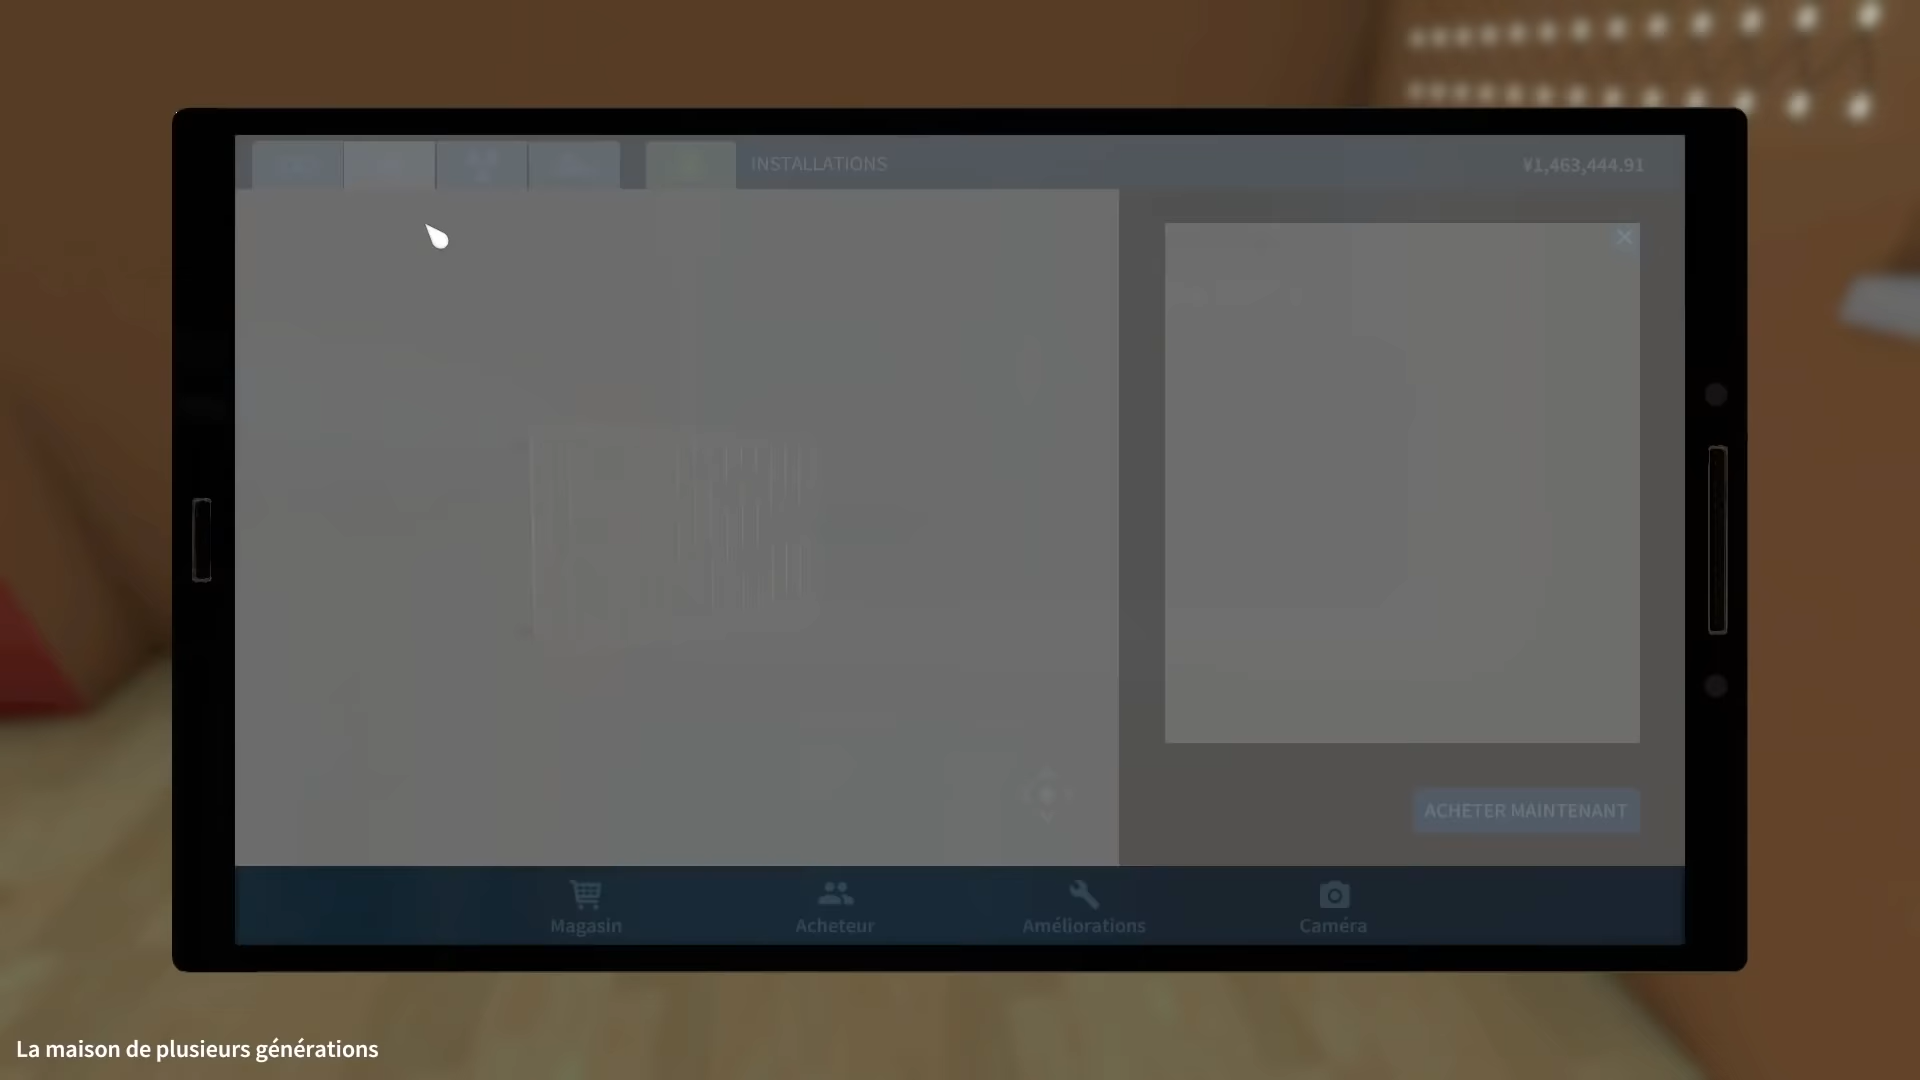 INSTALLATIONS
¥1,463,444.91
ACHETER MAINTENANT
Magasin
Acheteur
Améliorations
Caméra
La maison de plusieurs générations